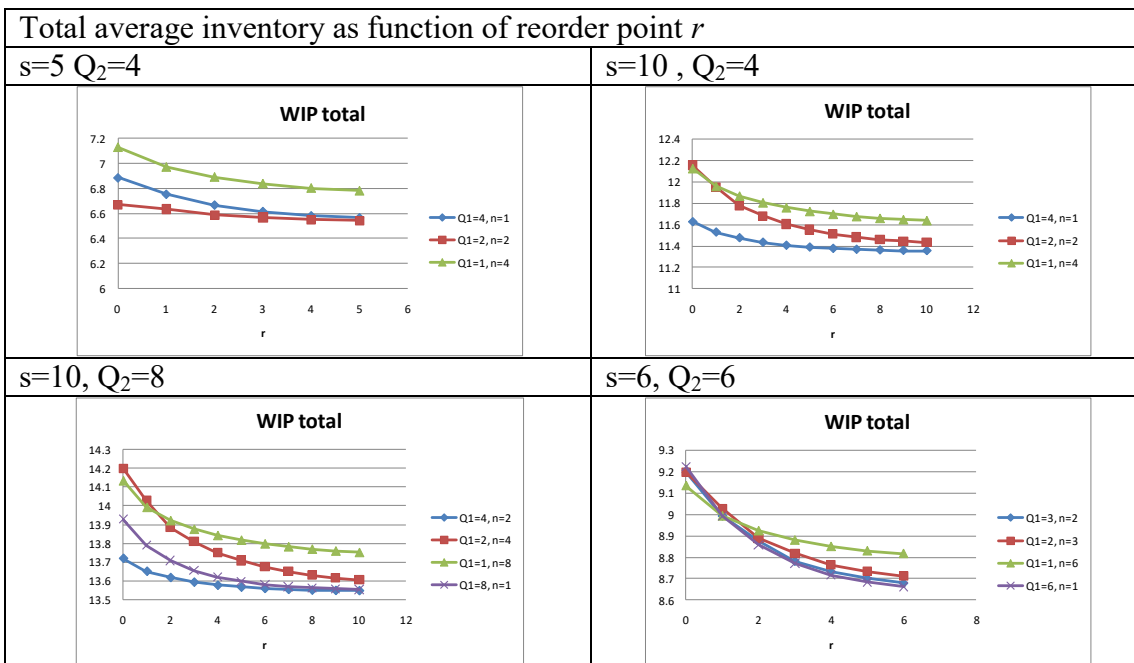 Total average inventory as function of reorder point r
s=5 Q₂=4
s=10 , Q₂=4
WIP total
7.2
7
6.8
6.6
6.4
6.2
6
0 1 2 3 4 5 6
r
Q1=4, n=1
Q1=2, n=2
Q1=1, n=4
WIP total
12.4
12.2
12
11.8
11.6
11.4
11.2
11
0 2 4 6 8 10 12
r
Q1=4, n=1
Q1=2, n=2
Q1=1, n=4
s=10, Q₂=8
s=6, Q₂=6
WIP total
14.3
14.2
14.1
14
13.9
13.8
13.7
13.6
13.5
0 2 4 6 8 10 12
r
Q1=4, n=2
Q1=2, n=4
Q1=1, n=8
Q1=8, n=1
WIP total
9.3
9.2
9.1
9
8.9
8.8
8.7
8.6
0 2 4 6 8
r
Q1=3, n=2
Q1=2, n=3
Q1=1, n=6
Q1=6, n=1